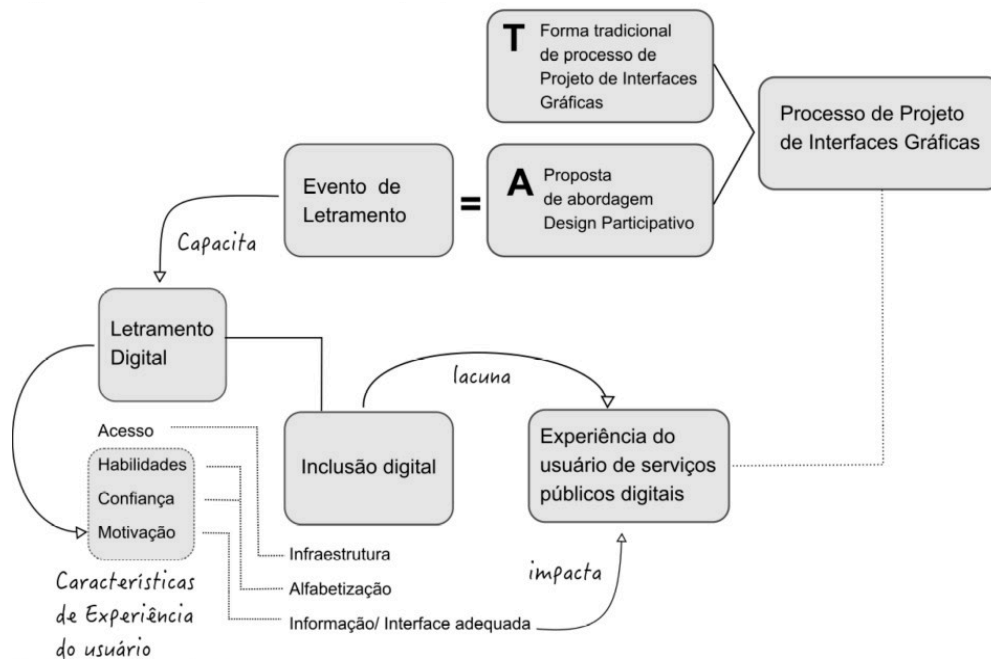 T
Forma tradicional
de processo de
Projeto de Interfaces
Gráficas
Processo de Projeto
de Interfaces Gráficas
Evento de
Letramento
=
A
Proposta
de abordagem
Design Participativo
Capacita
Letramento
Digital
lacuna
Acesso
Habilidades
Confiança
Motivação
Inclusão digital
Experiência do
usuário de serviços
públicos digitais
Infraestrutura
Alfabetização
Informação/ Interface adequada
impacta
Características
de Experiência
do usuário